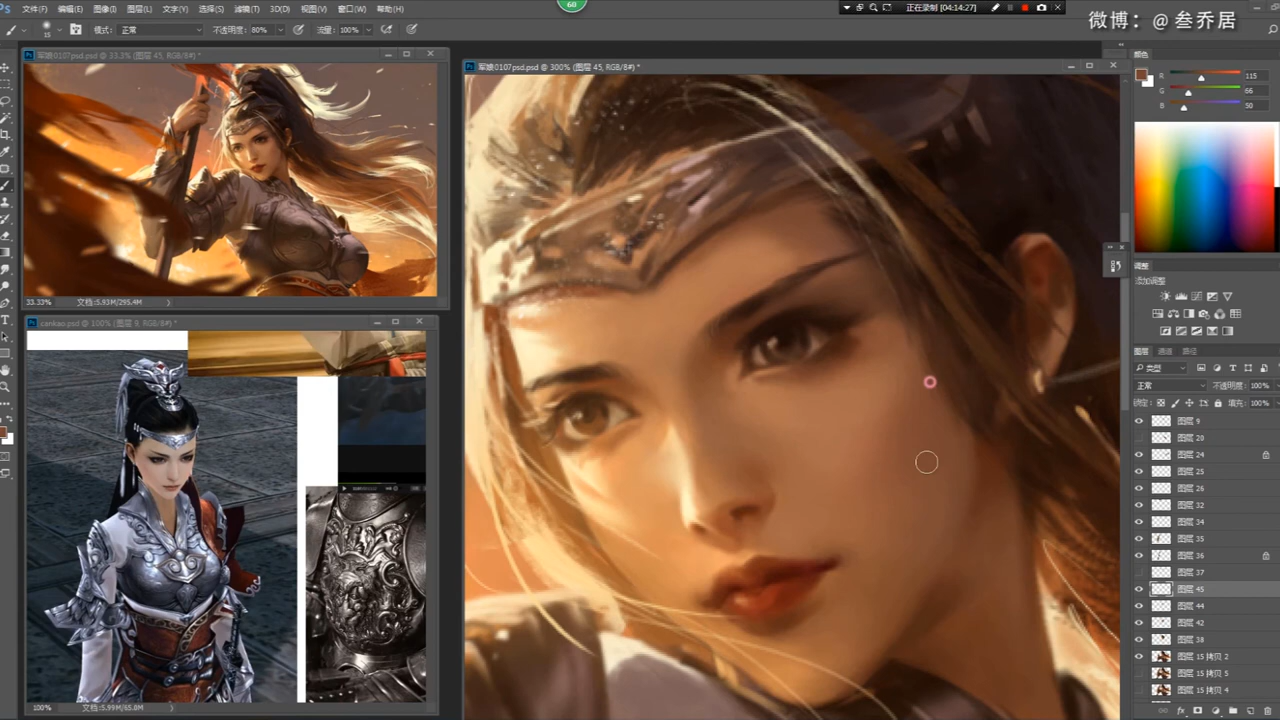 文件(F) 编辑(E) 图像(I) 图层(L) 文字(Y) 选择(S) 滤镜(T) 3D(D) 视图(V) 窗口(W) 帮助(H)
60
正在录制 [04:14:27]
微博：@叁乔居
15 模式: 正常 不透明度: 80% 流量: 100%
军娘0107psd.psd @ 33.3% (图层 45, RGB/8#) *
33.33% 文档:5.93M/295.4M
cankao.psd @ 100% (图层 9, RGB/8#) *
100% 文档:5.99M/65.8M
军娘0107psd.psd @ 300% (图层 45, RGB/8#) *
颜色
R 115
G 66
B 50
调整
添加调整
图层 通道 路径
类型
正常 不透明度: 100%
锁定: 填充: 100%
图层 9
图层 20
图层 24
图层 25
图层 26
图层 32
图层 34
图层 35
图层 36
图层 37
图层 45
图层 44
图层 42
图层 38
图层 15 拷贝 2
图层 15 拷贝 5
图层 15 拷贝 4